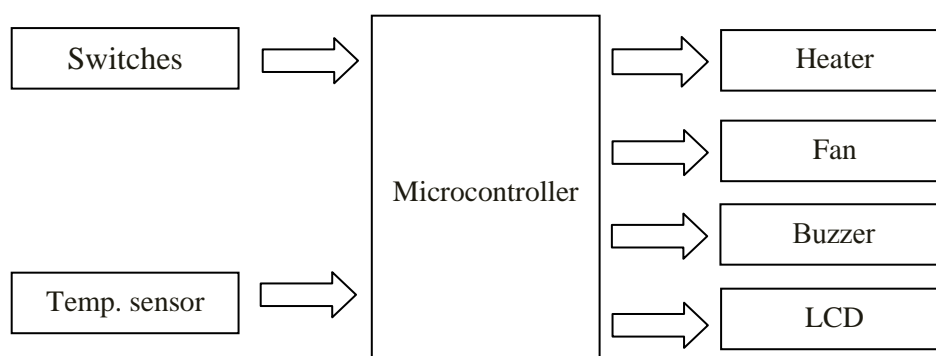 Switches
Temp. sensor
Microcontroller
Heater
Fan
Buzzer
LCD